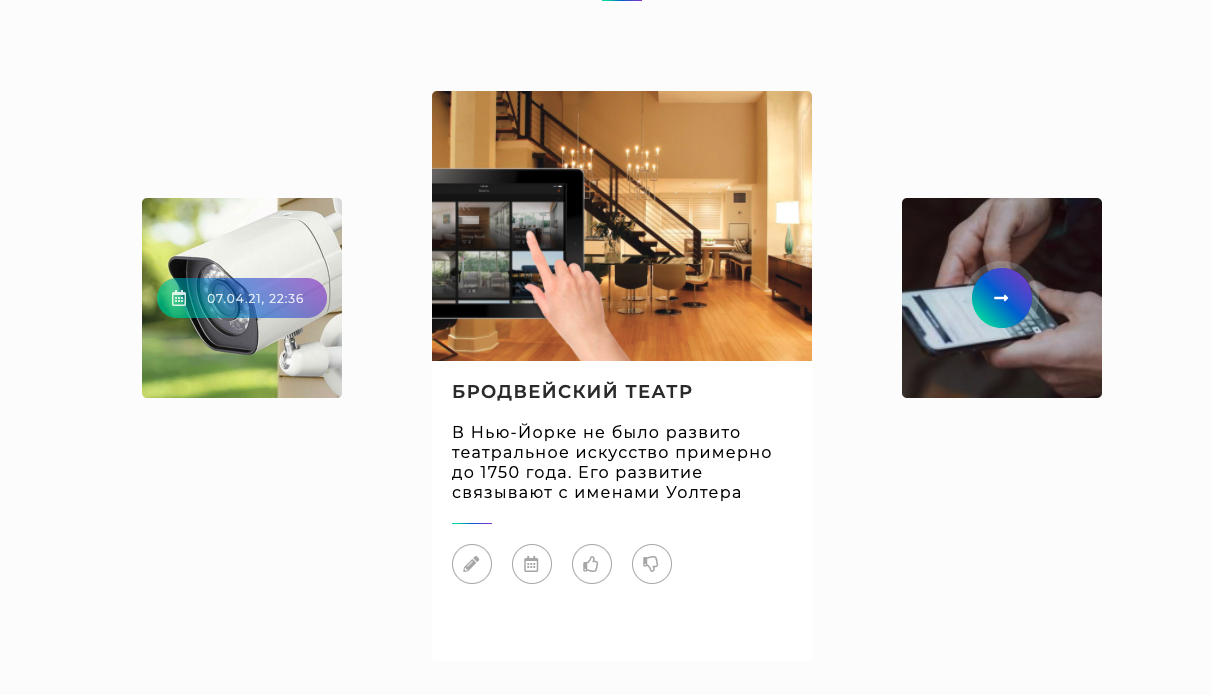 07.04.21, 22:36
БРОДВЕЙСКИЙ ТЕАТР
В Нью-Йорке не было развито
театральное искусство примерно
до 1750 года. Его развитие
связывают с именами Уолтера